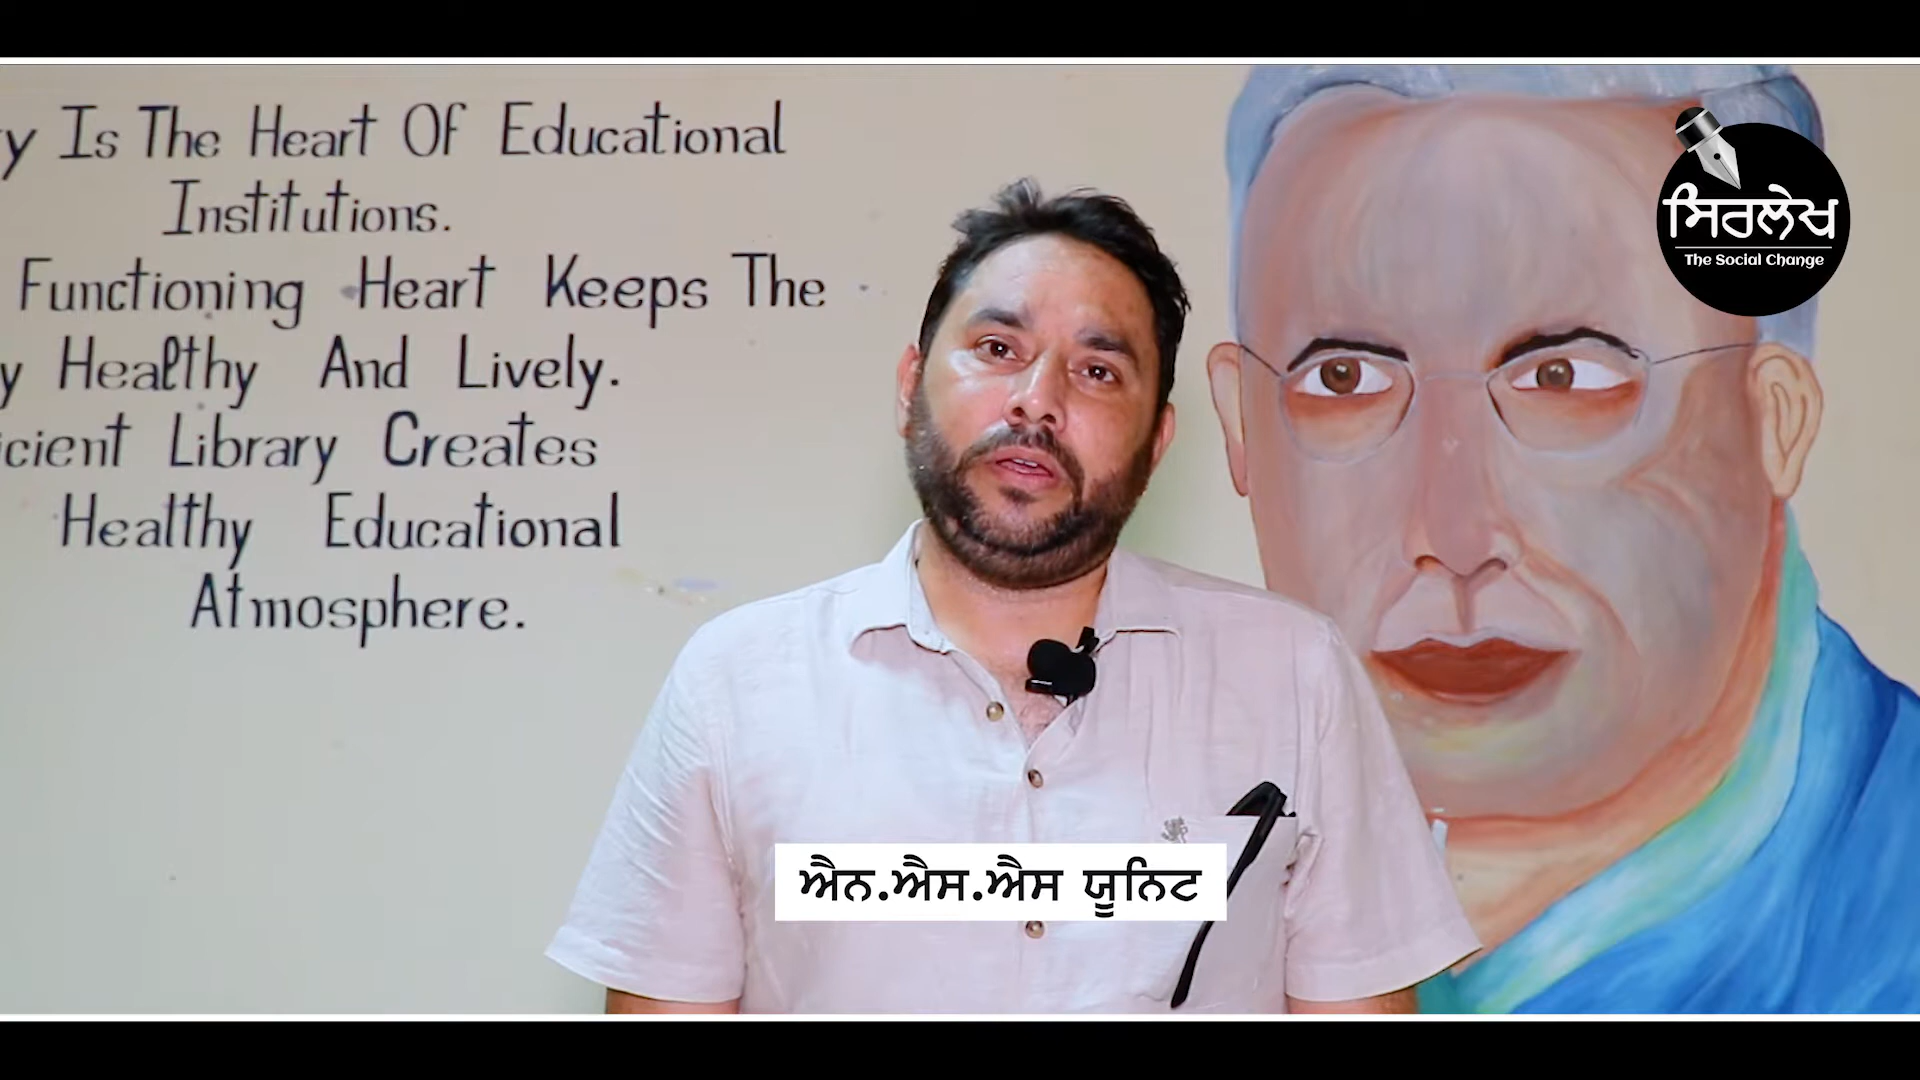 y Is The Heart Of Educational
Institutions.
Functioning Heart Keeps The
y Healthy And Lively.
icient Library Creates
Healthy Educational
Atmosphere.
ਸਿਰਲੇਖ
The Social Change
ਐਨ.ਐਸ.ਐਸ ਯੂਨਿਟ